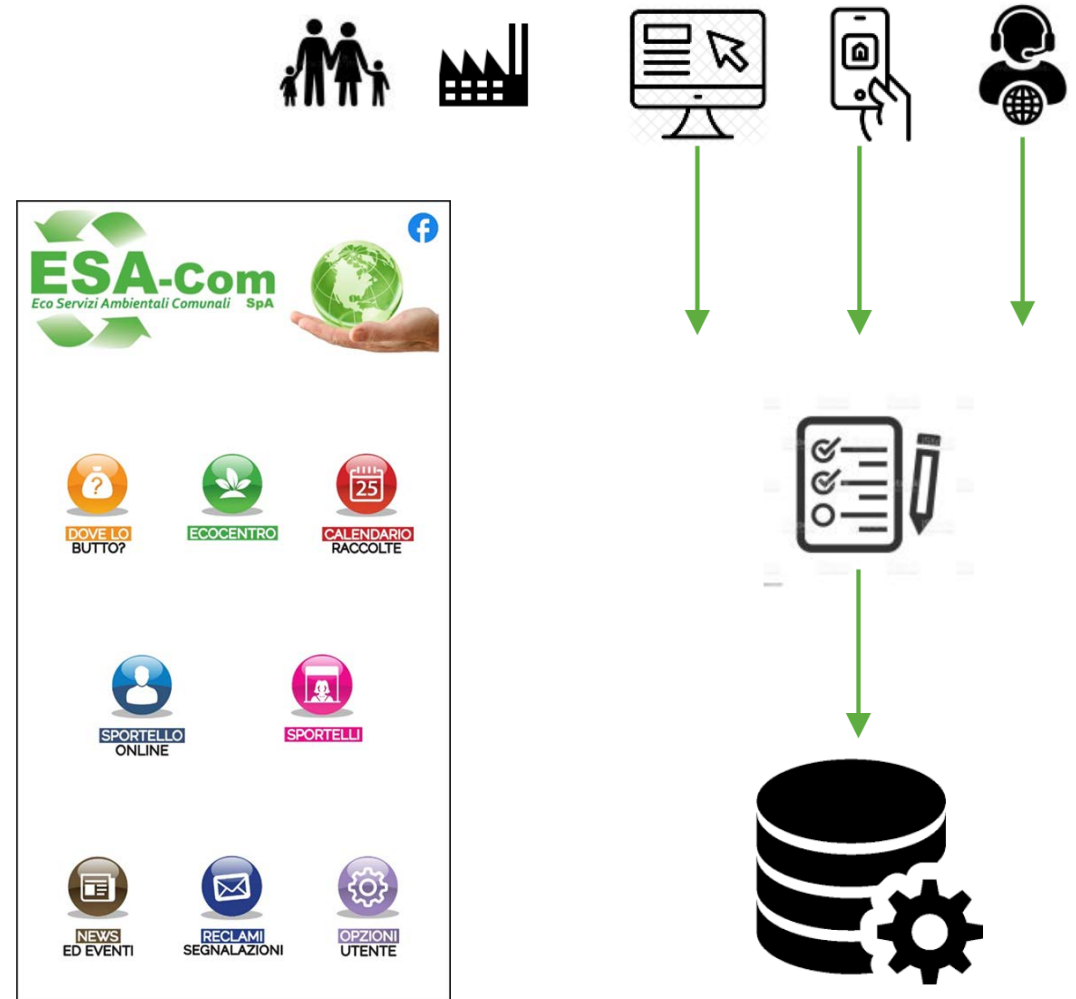 ESA-Com
Eco Servizi Ambientali Comunali SpA
DOVE LO
BUTTO?
ECOCENTRO
25
CALENDARIO
RACCOLTE
SPORTELLO
ONLINE
SPORTELLI
NEWS
ED EVENTI
RECLAMI
SEGNALAZIONI
OPZIONI
UTENTE